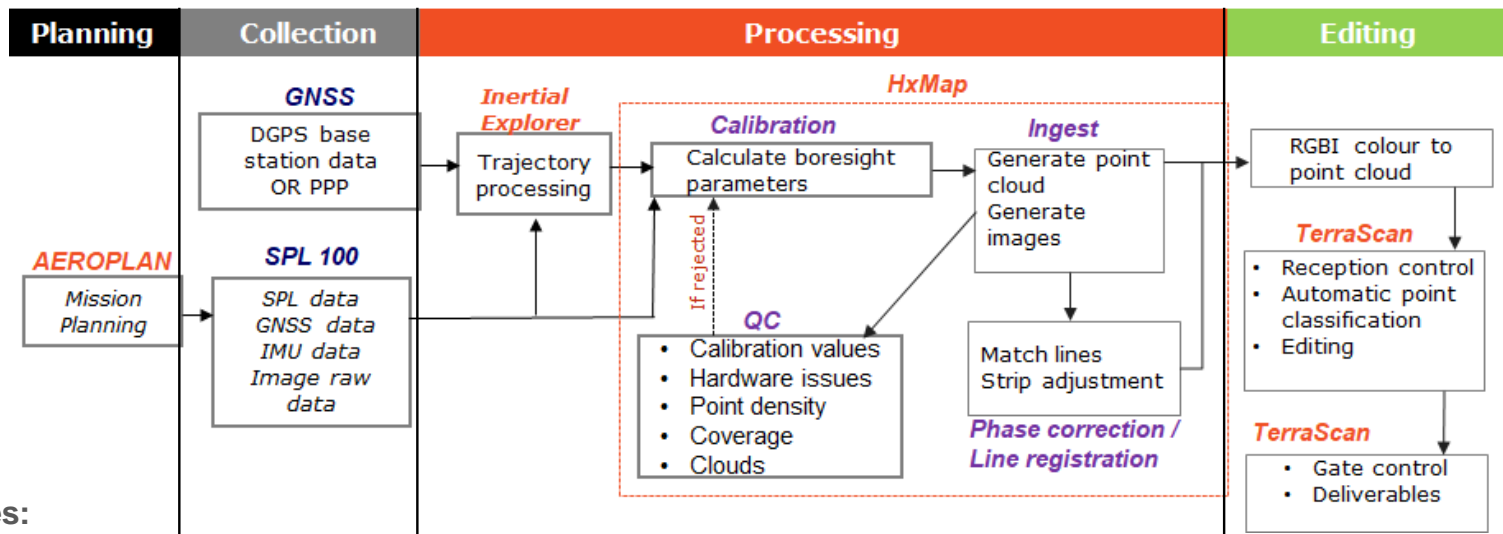 Planning
Collection
Processing
Editing
AEROPLAN
Mission
Planning
GNSS
DGPS base
station data
OR PPP
SPL 100
SPL data
GNSS data
IMU data
Image raw
data
Inertial
Explorer
Trajectory
processing
HxMap
Calibration
Calculate boresight
parameters
If rejected
QC
• Calibration values
• Hardware issues
• Point density
• Coverage
• Clouds
Ingest
Generate point
cloud
Generate
images
Match lines
Strip adjustment
Phase correction /
Line registration
RGBI colour to
point cloud
TerraScan
• Reception control
• Automatic point
classification
• Editing
TerraScan
• Gate control
• Deliverables
es: